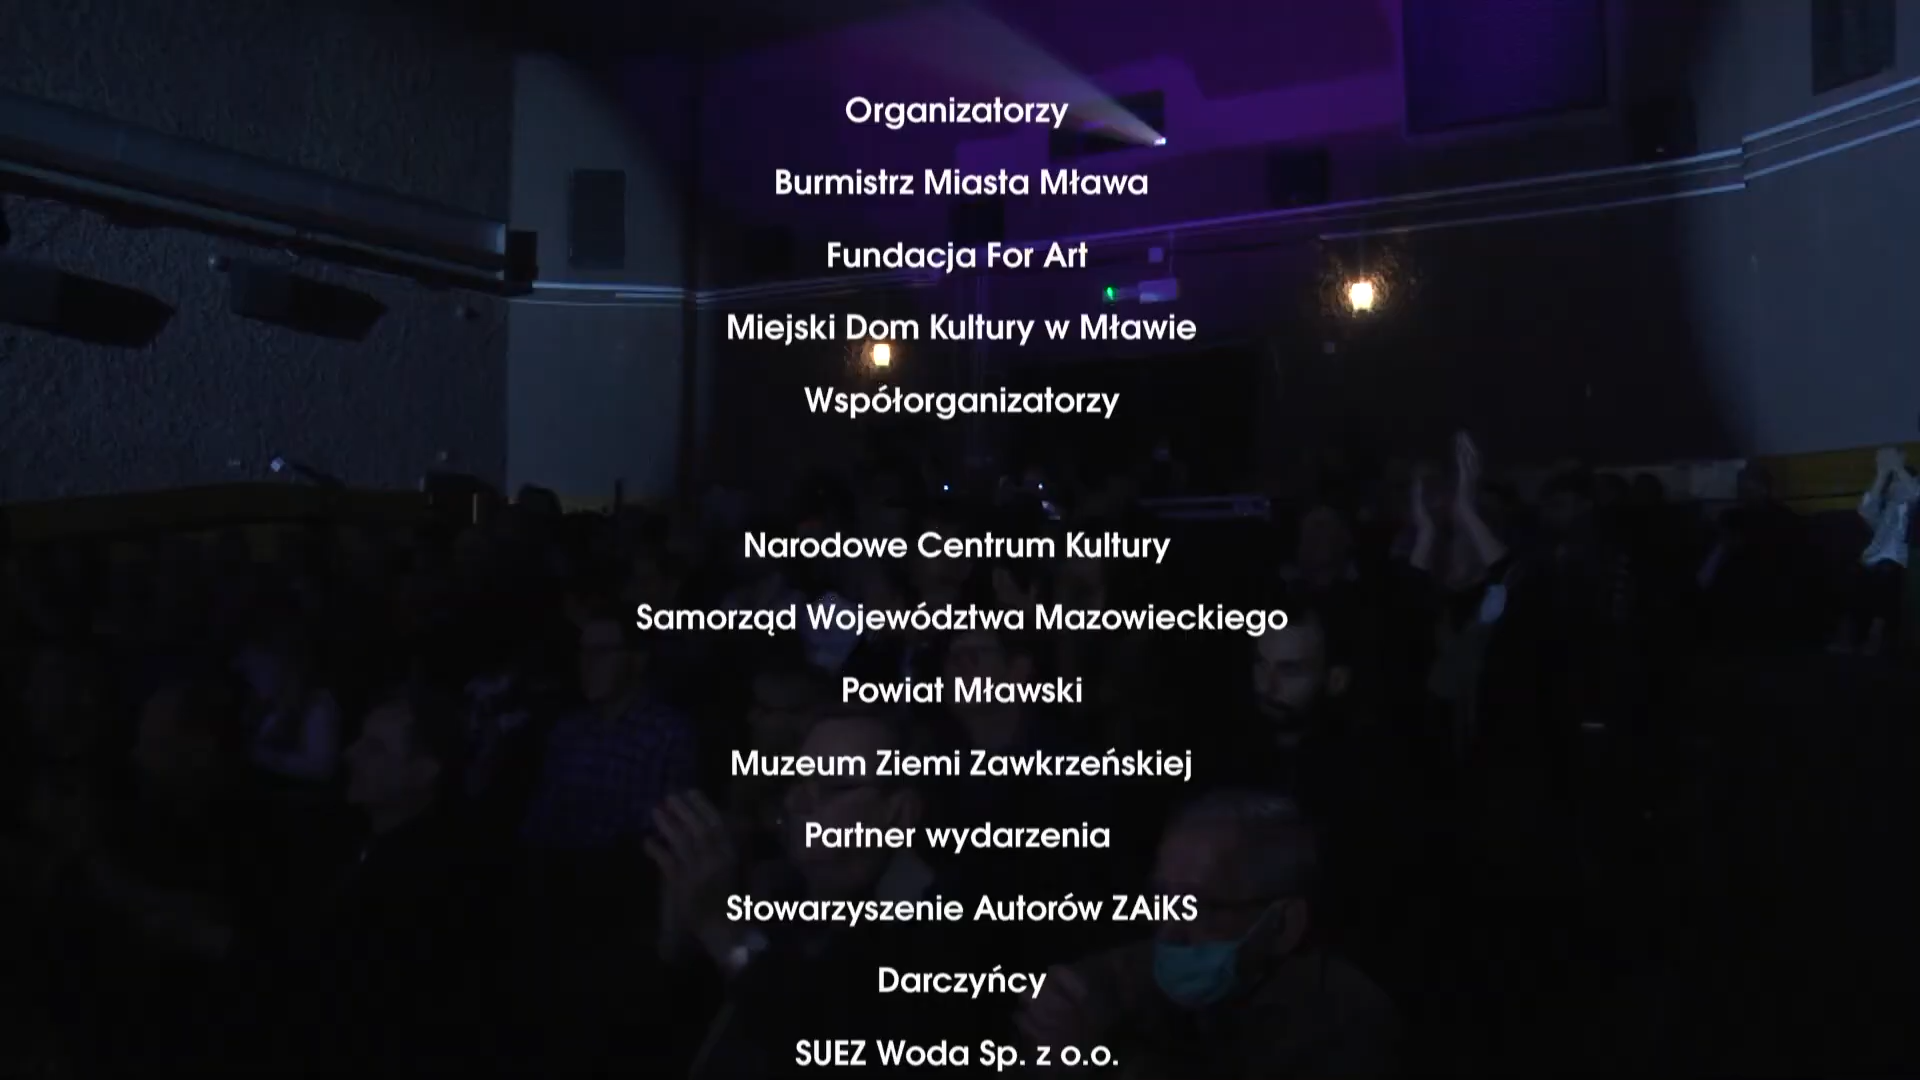 Organizatorzy
Burmistrz Miasta Mława
Fundacja For Art
Miejski Dom Kultury w Mławie
Współorganizatorzy
Narodowe Centrum Kultury
Samorząd Województwa Mazowieckiego
Powiat Mławski
Muzeum Ziemi Zawkrzeńskiej
Partner wydarzenia
Stowarzyszenie Autorów ZAiKS
Darczyńcy
SUEZ Woda Sp. z o.o.